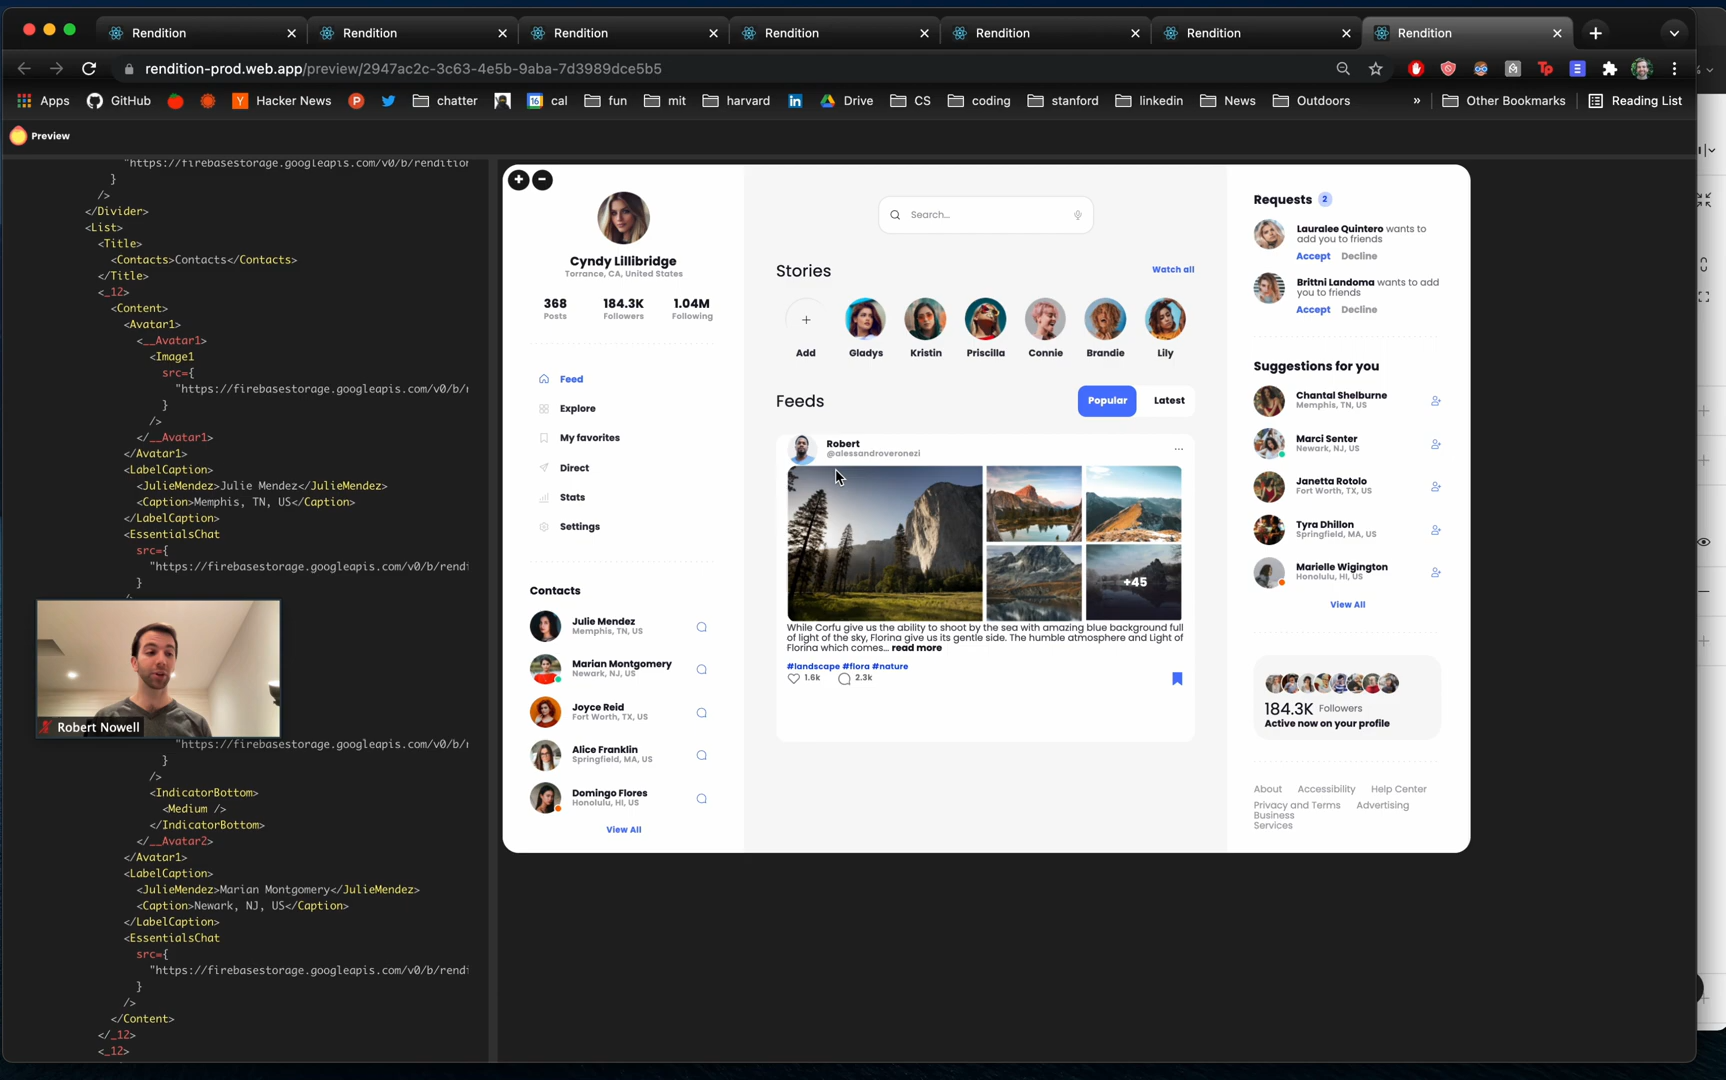 Rendition
Rendition
Rendition
Rendition
Rendition
Rendition
Rendition
rendition-prod.web.app/preview/2947ac2c-3c63-4e5b-9aba-7d3989dce5b5
Apps
GitHub
Hacker News
chatter
cal
fun
mit
harvard
Drive
CS
coding
stanford
linkedin
News
Outdoors
»
Other Bookmarks
Reading List
Preview
"https://firebasestorage.googleapis.com/v0/b/rendition
}
/>
</Divider>
<List>
<Title>
<Contacts>Contacts</Contacts>
</Title>
<_12>
<Content>
<Avatar1>
<__Avatar1>
<Image1
src={
"https://firebasestorage.googleapis.com/v0/b/r
}
/>
</__Avatar1>
</Avatar1>
<LabelCaption>
<JulieMendez>Julie Mendez</JulieMendez>
<Caption>Memphis, TN, US</Caption>
</LabelCaption>
<EssentialsChat
src={
"https://firebasestorage.googleapis.com/v0/b/rendi
}
Robert Nowell
"https://firebasestorage.googleapis.com/v0/b/r
}
/>
<IndicatorBottom>
<Medium />
</IndicatorBottom>
</__Avatar2>
</Avatar1>
<LabelCaption>
<JulieMendez>Marian Montgomery</JulieMendez>
<Caption>Newark, NJ, US</Caption>
</LabelCaption>
<EssentialsChat
src={
"https://firebasestorage.googleapis.com/v0/b/rendi
}
/>
</Content>
</_12>
<_12>
Cyndy Lillibridge
Torrance, CA, United States
368
Posts
184.3K
Followers
1.04M
Following
Feed
Explore
My favorites
Direct
Stats
Settings
Contacts
Julie Mendez
Memphis, TN, US
Marian Montgomery
Newark, NJ, US
Joyce Reid
Fort Worth, TX, US
Alice Franklin
Springfield, MA, US
Domingo Flores
Honolulu, HI, US
View All
Search...
Stories
Watch all
Add
Gladys
Kristin
Priscilla
Connie
Brandie
Lily
Feeds
Popular
Latest
Robert
@alessandroveronezi
+45
While Corfu give us the ability to shoot by the sea with amazing blue background full
of light of the sky, Florina give us its gentle side. The humble atmosphere and Light of
Florina which comes... read more
#landscape #flora #nature
1.6k
2.3k
Requests 2
Lauralee Quintero wants to
add you to friends
Accept Decline
Brittni Landoma wants to add
you to friends
Accept Decline
Suggestions for you
Chantal Shelburne
Memphis, TN, US
Marci Senter
Newark, NJ, US
Janetta Rotolo
Fort Worth, TX, US
Tyra Dhillon
Springfield, MA, US
Marielle Wigington
Honolulu, HI, US
View All
184.3K Followers
Active now on your profile
About Accessibility Help Center
Privacy and Terms Advertising
Business
Services